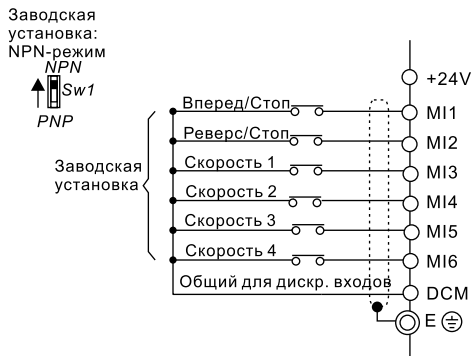 Заводская
установка:
NPN-режим
NPN
Sw1
PNP
+24V
Вперед/Стоп MI1
Реверс/Стоп MI2
Скорость 1 MI3
Заводская
установка
Скорость 2 MI4
Скорость 3 MI5
Скорость 4 MI6
Общий для дискр. входов DCM
E